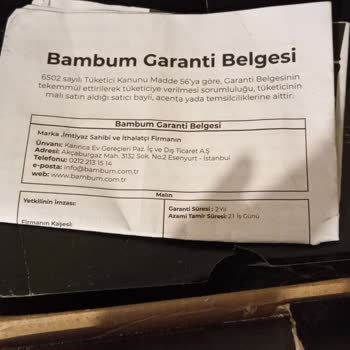 Bambum Garanti Belgesi
6502 sayılı Tüketici Kanunu Madde 56'ya göre, Garanti Belgesinin
tekemmül ettirilerek tüketiciye verilmesi sorumluluğu, tüketicinin
malı satın aldığı satıcı bayii, acenta yada temsilciliklerine aittir.
Bambum Garanti Belgesi
Marka ,İmtiyaz Sahibi ve İthalatçı Firmanın
Ünvanı: Karınca Ev Gereçleri Paz. İç ve Dış Ticaret A.Ş
Adresi: Akçaburgaz Mah. 3132 Sok. No:2 Esenyurt - İstanbul
Telefonu: 0212 213 15 14
e-posta: info@bambum.com.tr
web: www.bambum.com.tr
Malın
Yetkilinin İmzası:
Garanti Süresi : 2 Yıl
Azami Tamir Süresi: 21 İş Günü
Firmanın Kaşesi: